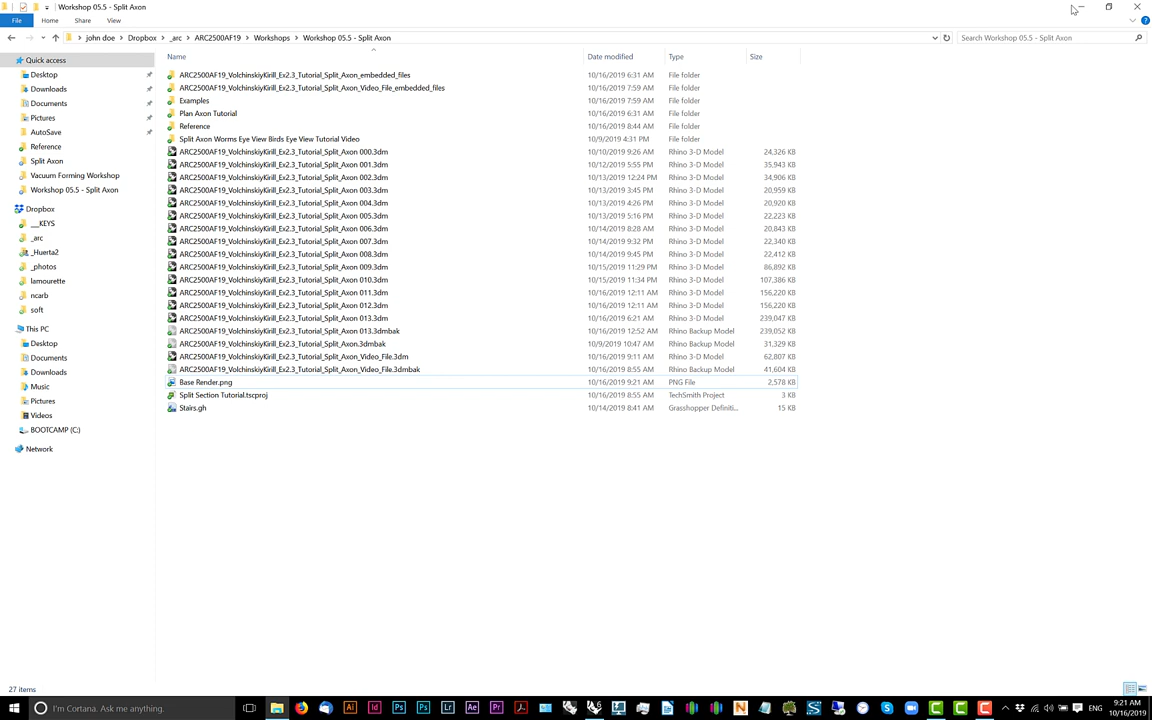 Workshop 05.5 - Split Axon
File Home Share View
john doe Dropbox _arc ARC2500AF19 Workshops Workshop 05.5 - Split Axon Search Workshop 05.5 - Split Axon
Name Date modified Type Size
Quick access
Desktop
Downloads
Documents
Pictures
AutoSave
Reference
Split Axon
Vacuum Forming Workshop
Workshop 05.5 - Split Axon
Dropbox
__KEYS
_arc
_Huerta2
_photos
lamourette
ncarb
soft
This PC
Desktop
Documents
Downloads
Music
Pictures
Videos
BOOTCAMP (C:)
Network
ARC2500AF19_VolchinskiyKirill_Ex2.3_Tutorial_Split_Axon_embedded_files 10/16/2019 6:31 AM File folder
ARC2500AF19_VolchinskiyKirill_Ex2.3_Tutorial_Split_Axon_Video_File_embedded_files 10/16/2019 7:59 AM File folder
Examples 10/16/2019 7:59 AM File folder
Plan Axon Tutorial 10/16/2019 6:31 AM File folder
Reference 10/16/2019 8:44 AM File folder
Split Axon Worms Eye View Birds Eye View Tutorial Video 10/9/2019 4:31 PM File folder
ARC2500AF19_VolchinskiyKirill_Ex2.3_Tutorial_Split_Axon 000.3dm 10/10/2019 9:26 AM Rhino 3-D Model 24,326 KB
ARC2500AF19_VolchinskiyKirill_Ex2.3_Tutorial_Split_Axon 001.3dm 10/12/2019 5:55 PM Rhino 3-D Model 35,943 KB
ARC2500AF19_VolchinskiyKirill_Ex2.3_Tutorial_Split_Axon 002.3dm 10/13/2019 12:24 PM Rhino 3-D Model 34,906 KB
ARC2500AF19_VolchinskiyKirill_Ex2.3_Tutorial_Split_Axon 003.3dm 10/13/2019 3:45 PM Rhino 3-D Model 20,959 KB
ARC2500AF19_VolchinskiyKirill_Ex2.3_Tutorial_Split_Axon 004.3dm 10/13/2019 4:26 PM Rhino 3-D Model 20,920 KB
ARC2500AF19_VolchinskiyKirill_Ex2.3_Tutorial_Split_Axon 005.3dm 10/13/2019 5:16 PM Rhino 3-D Model 22,223 KB
ARC2500AF19_VolchinskiyKirill_Ex2.3_Tutorial_Split_Axon 006.3dm 10/14/2019 8:28 AM Rhino 3-D Model 20,843 KB
ARC2500AF19_VolchinskiyKirill_Ex2.3_Tutorial_Split_Axon 007.3dm 10/14/2019 9:32 PM Rhino 3-D Model 22,340 KB
ARC2500AF19_VolchinskiyKirill_Ex2.3_Tutorial_Split_Axon 008.3dm 10/14/2019 9:45 PM Rhino 3-D Model 22,412 KB
ARC2500AF19_VolchinskiyKirill_Ex2.3_Tutorial_Split_Axon 009.3dm 10/15/2019 11:29 PM Rhino 3-D Model 86,892 KB
ARC2500AF19_VolchinskiyKirill_Ex2.3_Tutorial_Split_Axon 010.3dm 10/15/2019 11:34 PM Rhino 3-D Model 107,386 KB
ARC2500AF19_VolchinskiyKirill_Ex2.3_Tutorial_Split_Axon 011.3dm 10/16/2019 12:11 AM Rhino 3-D Model 156,220 KB
ARC2500AF19_VolchinskiyKirill_Ex2.3_Tutorial_Split_Axon 012.3dm 10/16/2019 12:11 AM Rhino 3-D Model 156,220 KB
ARC2500AF19_VolchinskiyKirill_Ex2.3_Tutorial_Split_Axon 013.3dm 10/16/2019 6:21 AM Rhino 3-D Model 239,047 KB
ARC2500AF19_VolchinskiyKirill_Ex2.3_Tutorial_Split_Axon 013.3dmbak 10/16/2019 12:52 AM Rhino Backup Model 239,052 KB
ARC2500AF19_VolchinskiyKirill_Ex2.3_Tutorial_Split_Axon.3dmbak 10/9/2019 10:47 AM Rhino Backup Model 31,329 KB
ARC2500AF19_VolchinskiyKirill_Ex2.3_Tutorial_Split_Axon_Video_File.3dm 10/16/2019 9:11 AM Rhino 3-D Model 62,807 KB
ARC2500AF19_VolchinskiyKirill_Ex2.3_Tutorial_Split_Axon_Video_File.3dmbak 10/16/2019 8:55 AM Rhino Backup Model 41,604 KB
Base Render.png 10/16/2019 9:21 AM PNG File 2,578 KB
Split Section Tutorial.tscproj 10/16/2019 8:55 AM TechSmith Project 3 KB
Stairs.gh 10/14/2019 8:41 AM Grasshopper Definiti... 15 KB
27 items
I'm Cortana. Ask me anything.
ENG
9:21 AM
10/16/2019